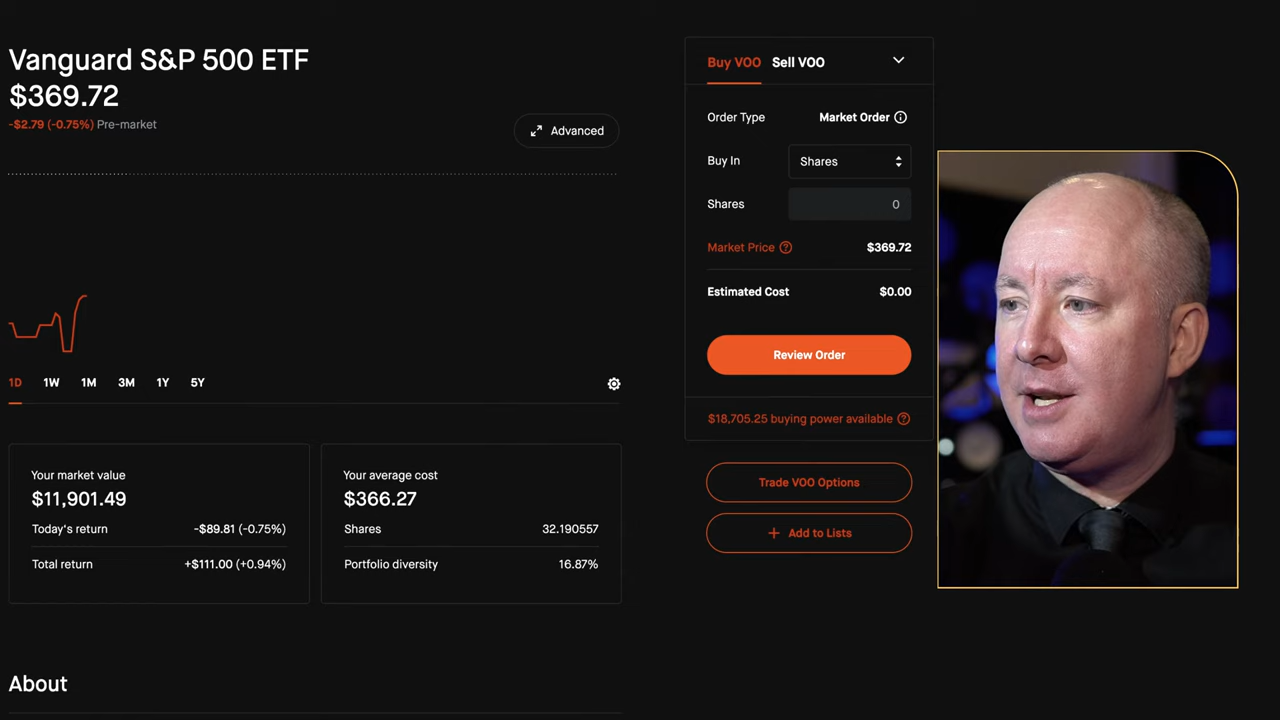 Vanguard S&P 500 ETF
$369.72
-$2.79 (-0.75%) Pre-market
Advanced
1D 1W 1M 3M 1Y 5Y
Your market value
$11,901.49
Today's return -$89.81 (-0.75%)
Total return +$111.00 (+0.94%)
Your average cost
$366.27
Shares 32.190557
Portfolio diversity 16.87%
About
Buy VOO Sell VOO
Order Type Market Order
Buy In Shares
Shares 0
Market Price $369.72
Estimated Cost $0.00
Review Order
$18,705.25 buying power available
Trade VOO Options
+ Add to Lists